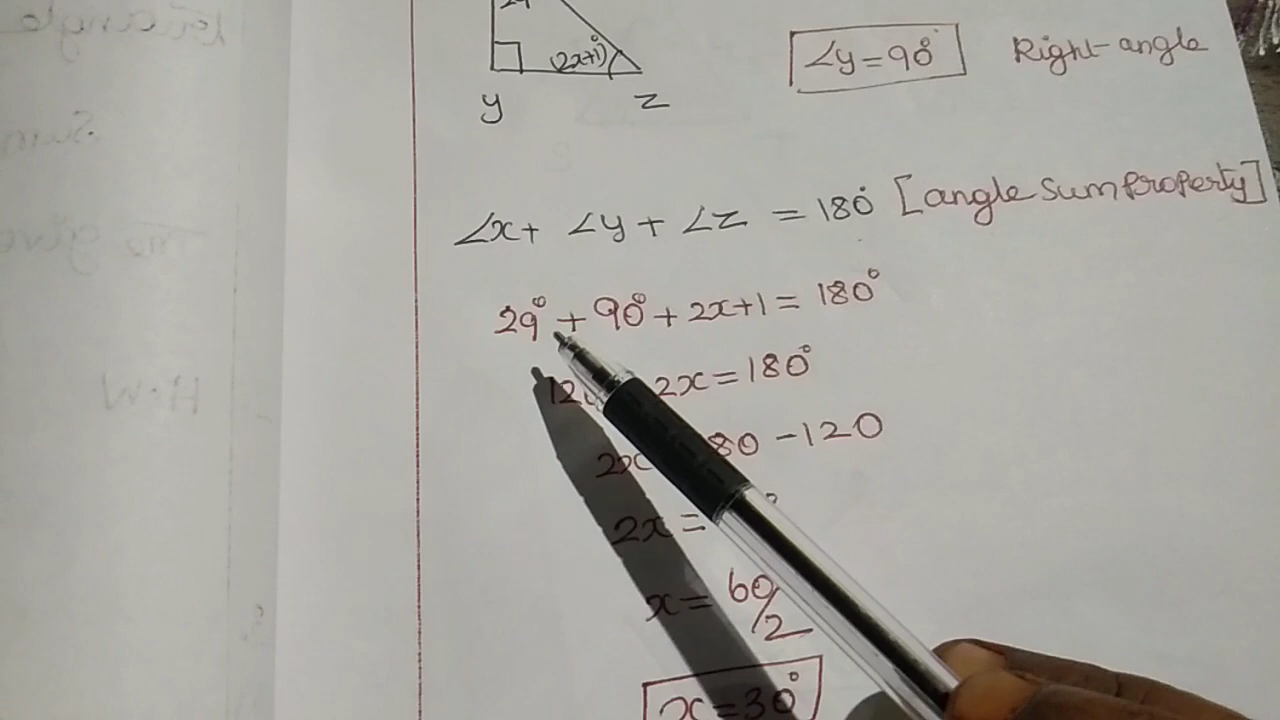 (2x+1)°
y z
∠y = 90° Right-angle
∠x + ∠y + ∠z = 180° [angle sum property]
29° + 90° + 2x+1 = 180°
2x = 180°
2x 80 - 120
2x =
x = 60/2
x = 30°